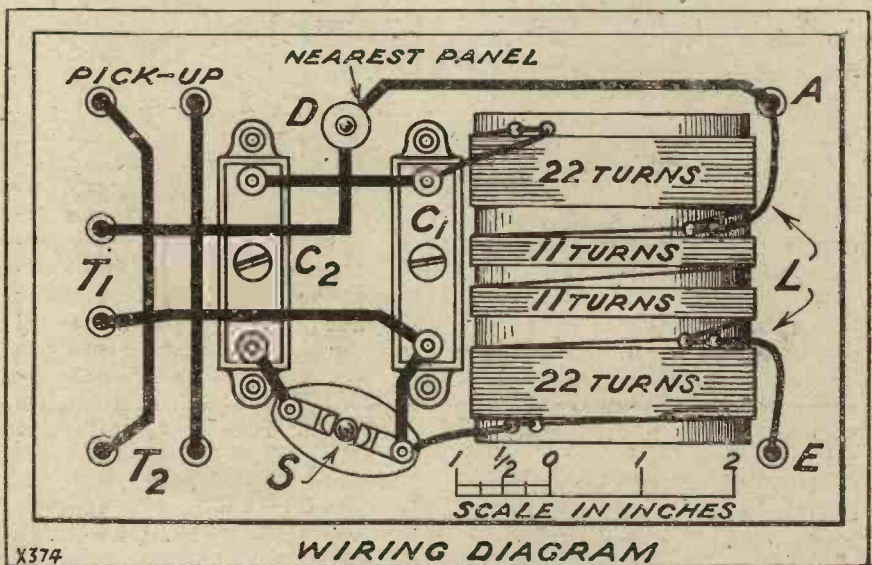 NEAREST PANEL
PICK-UP
D
A
22 TURNS
C1
T1
C2
11 TURNS
L
11 TURNS
22 TURNS
T2
S
E
1 1/2 0 1 2
SCALE IN INCHES
X374
WIRING DIAGRAM